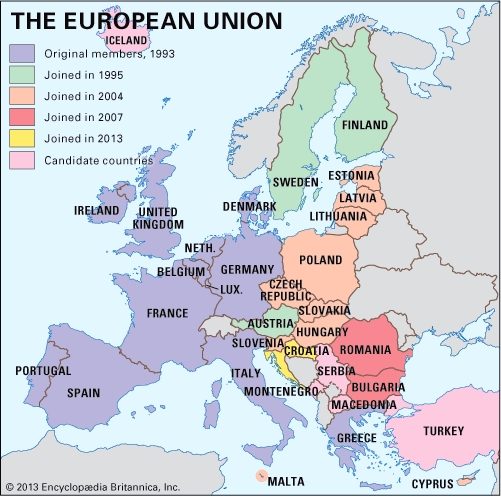 THE EUROPEAN UNION
ICELAND
Original members, 1993
Joined in 1995
Joined in 2004
Joined in 2007
Joined in 2013
Candidate countries
FINLAND
SWEDEN
ESTONIA
LATVIA
LITHUANIA
DENMARK
IRELAND
UNITED
KINGDOM
NETH.
BELGIUM
GERMANY
POLAND
LUX.
CZECH
REPUBLIC
SLOVAKIA
FRANCE
AUSTRIA
HUNGARY
SLOVENIA
CROATIA
ROMANIA
PORTUGAL
SPAIN
ITALY
SERBIA
MONTENEGRO
BULGARIA
MACEDONIA
GREECE
TURKEY
MALTA
CYPRUS
© 2013 Encyclopædia Britannica, Inc.